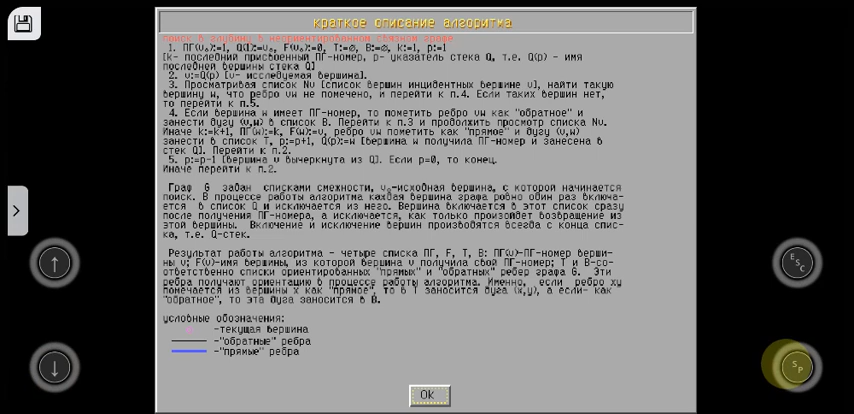 краткое описание алгоритма
поиск в глубину в неориентированном связном графе
1. ПГ(v₀):=1, Q(1):=v₀, F(v₀):=0, T:=∅, B:=∅, k:=1, p:=1
[k- последний присвоенный ПГ-номер, p- указатель стека Q, т.е. Q(p) - имя
последней вершины стека Q]
2. v:=Q(p) [v- исследуемая вершина].
3. Просматривая список Nv [список вершин инцидентных вершине v], найти такую
вершину w, что ребро vw не помечено, и перейти к п.4. Если таких вершин нет,
то перейти к п.5.
4. Если вершина w имеет ПГ-номер, то пометить ребро vw как "обратное" и
занести дугу (v,w) в список B. Перейти к п.3 и продолжить просмотр списка Nv.
Иначе k:=k+1, ПГ(w):=k, F(w):=v, ребро vw пометить как "прямое" и дугу (v,w)
занести в список T, p:=p+1, Q(p):=w [вершина w получила ПГ-номер и занесена в
стек Q]. Перейти к п.2.
5. p:=p-1 [вершина v вычеркнута из Q]. Если p=0, то конец.
Иначе перейти к п.2.
Граф G задан списками смежности, v₀-исходная вершина, с которой начинается
поиск. В процессе работы алгоритма каждая вершина графа ровно один раз включа-
ется в список Q и исключается из него. Вершина включается в этот список сразу
после получения ПГ-номера, а исключается, как только произойдет возвращение из
этой вершины. Включение и исключение вершин производятся всегда с конца спис-
ка, т.е. Q-стек.
Результат работы алгоритма - четыре списка ПГ, F, T, B: ПГ(v)-ПГ-номер верши-
ны v; F(v)-имя вершины, из которой вершина v получила свой ПГ-номер; T и B-со-
ответственно списки ориентированных "прямых" и "обратных" ребер графа G. Эти
ребра получают ориентацию в процессе работы алгоритма. Именно, если ребро xy
помечается из вершины x как "прямое", то в T заносится дуга (x,y), а если- как
"обратное", то эта дуга заносится в B.
условные обозначения:
-текущая вершина
-"обратные" ребра
-"прямые" ребра
Ok
ESC
SP